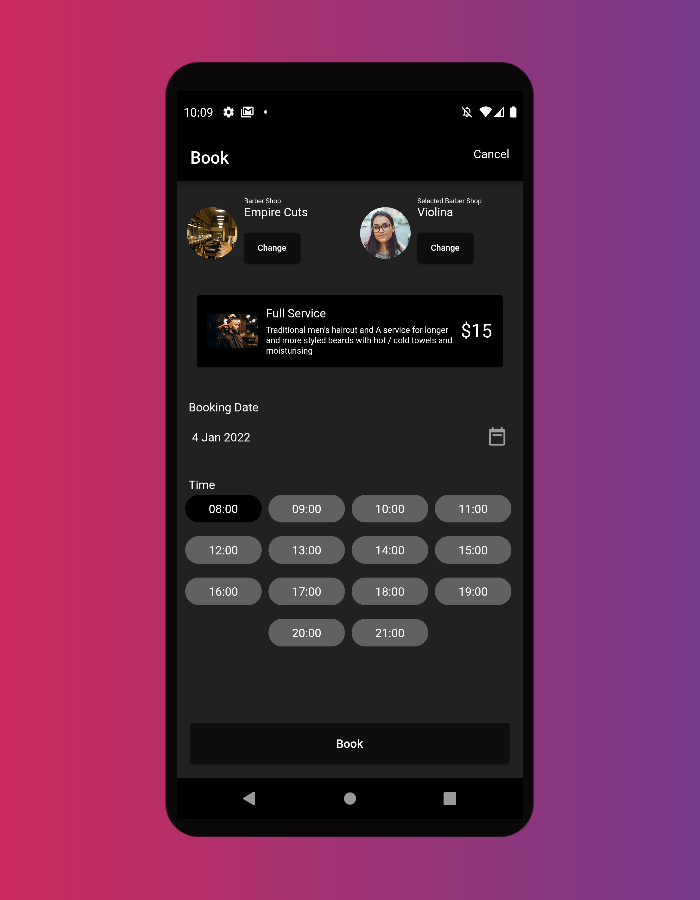 10:09
Book
Cancel
Barber Shop
Empire Cuts
Change
Selected Barber Shop
Violina
Change
Full Service
Traditional men's haircut and A service for longer
and more styled beards with hot / cold towels and
moisturising
$15
Booking Date
4 Jan 2022
Time
08:00 09:00 10:00 11:00
12:00 13:00 14:00 15:00
16:00 17:00 18:00 19:00
20:00 21:00
Book